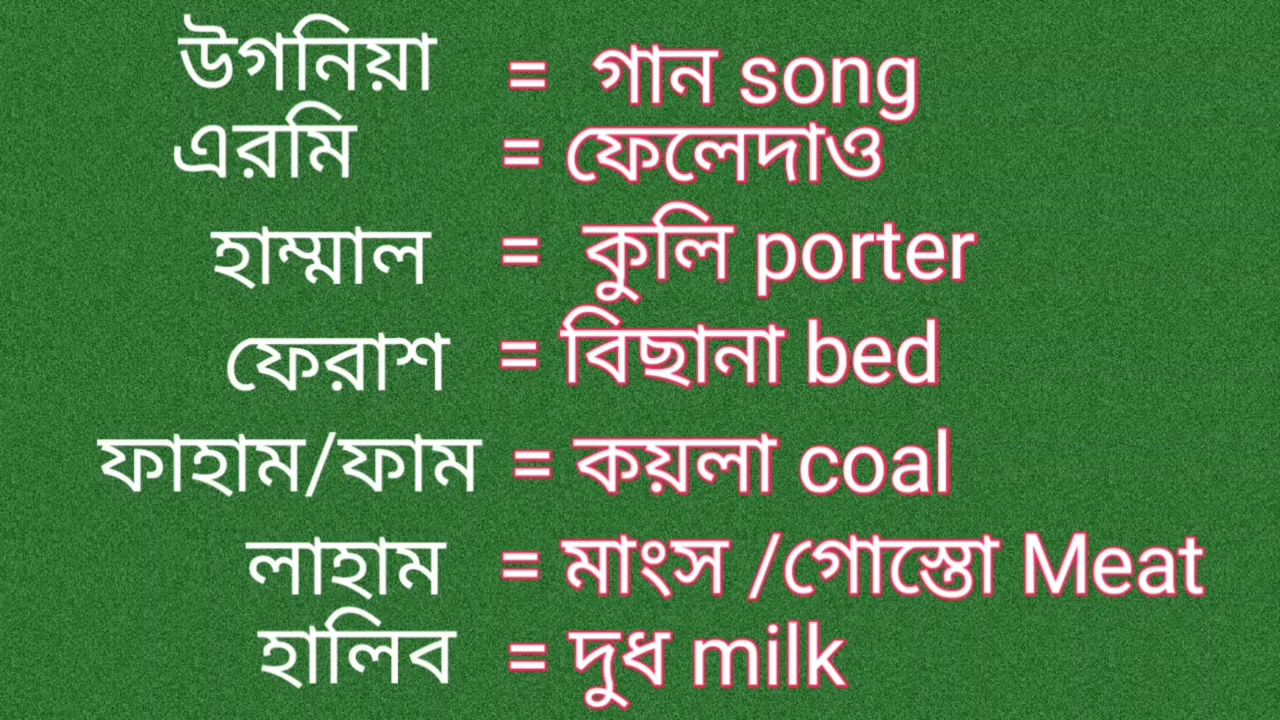 উগনিয়া = গান song
এরমি = ফেলেদাও
হাম্মাল = কুলি porter
ফেরাশ = বিছানা bed
ফাহাম/ফাম = কয়লা coal
লাহাম = মাংস /গোস্তো Meat
হালিব = দুধ milk